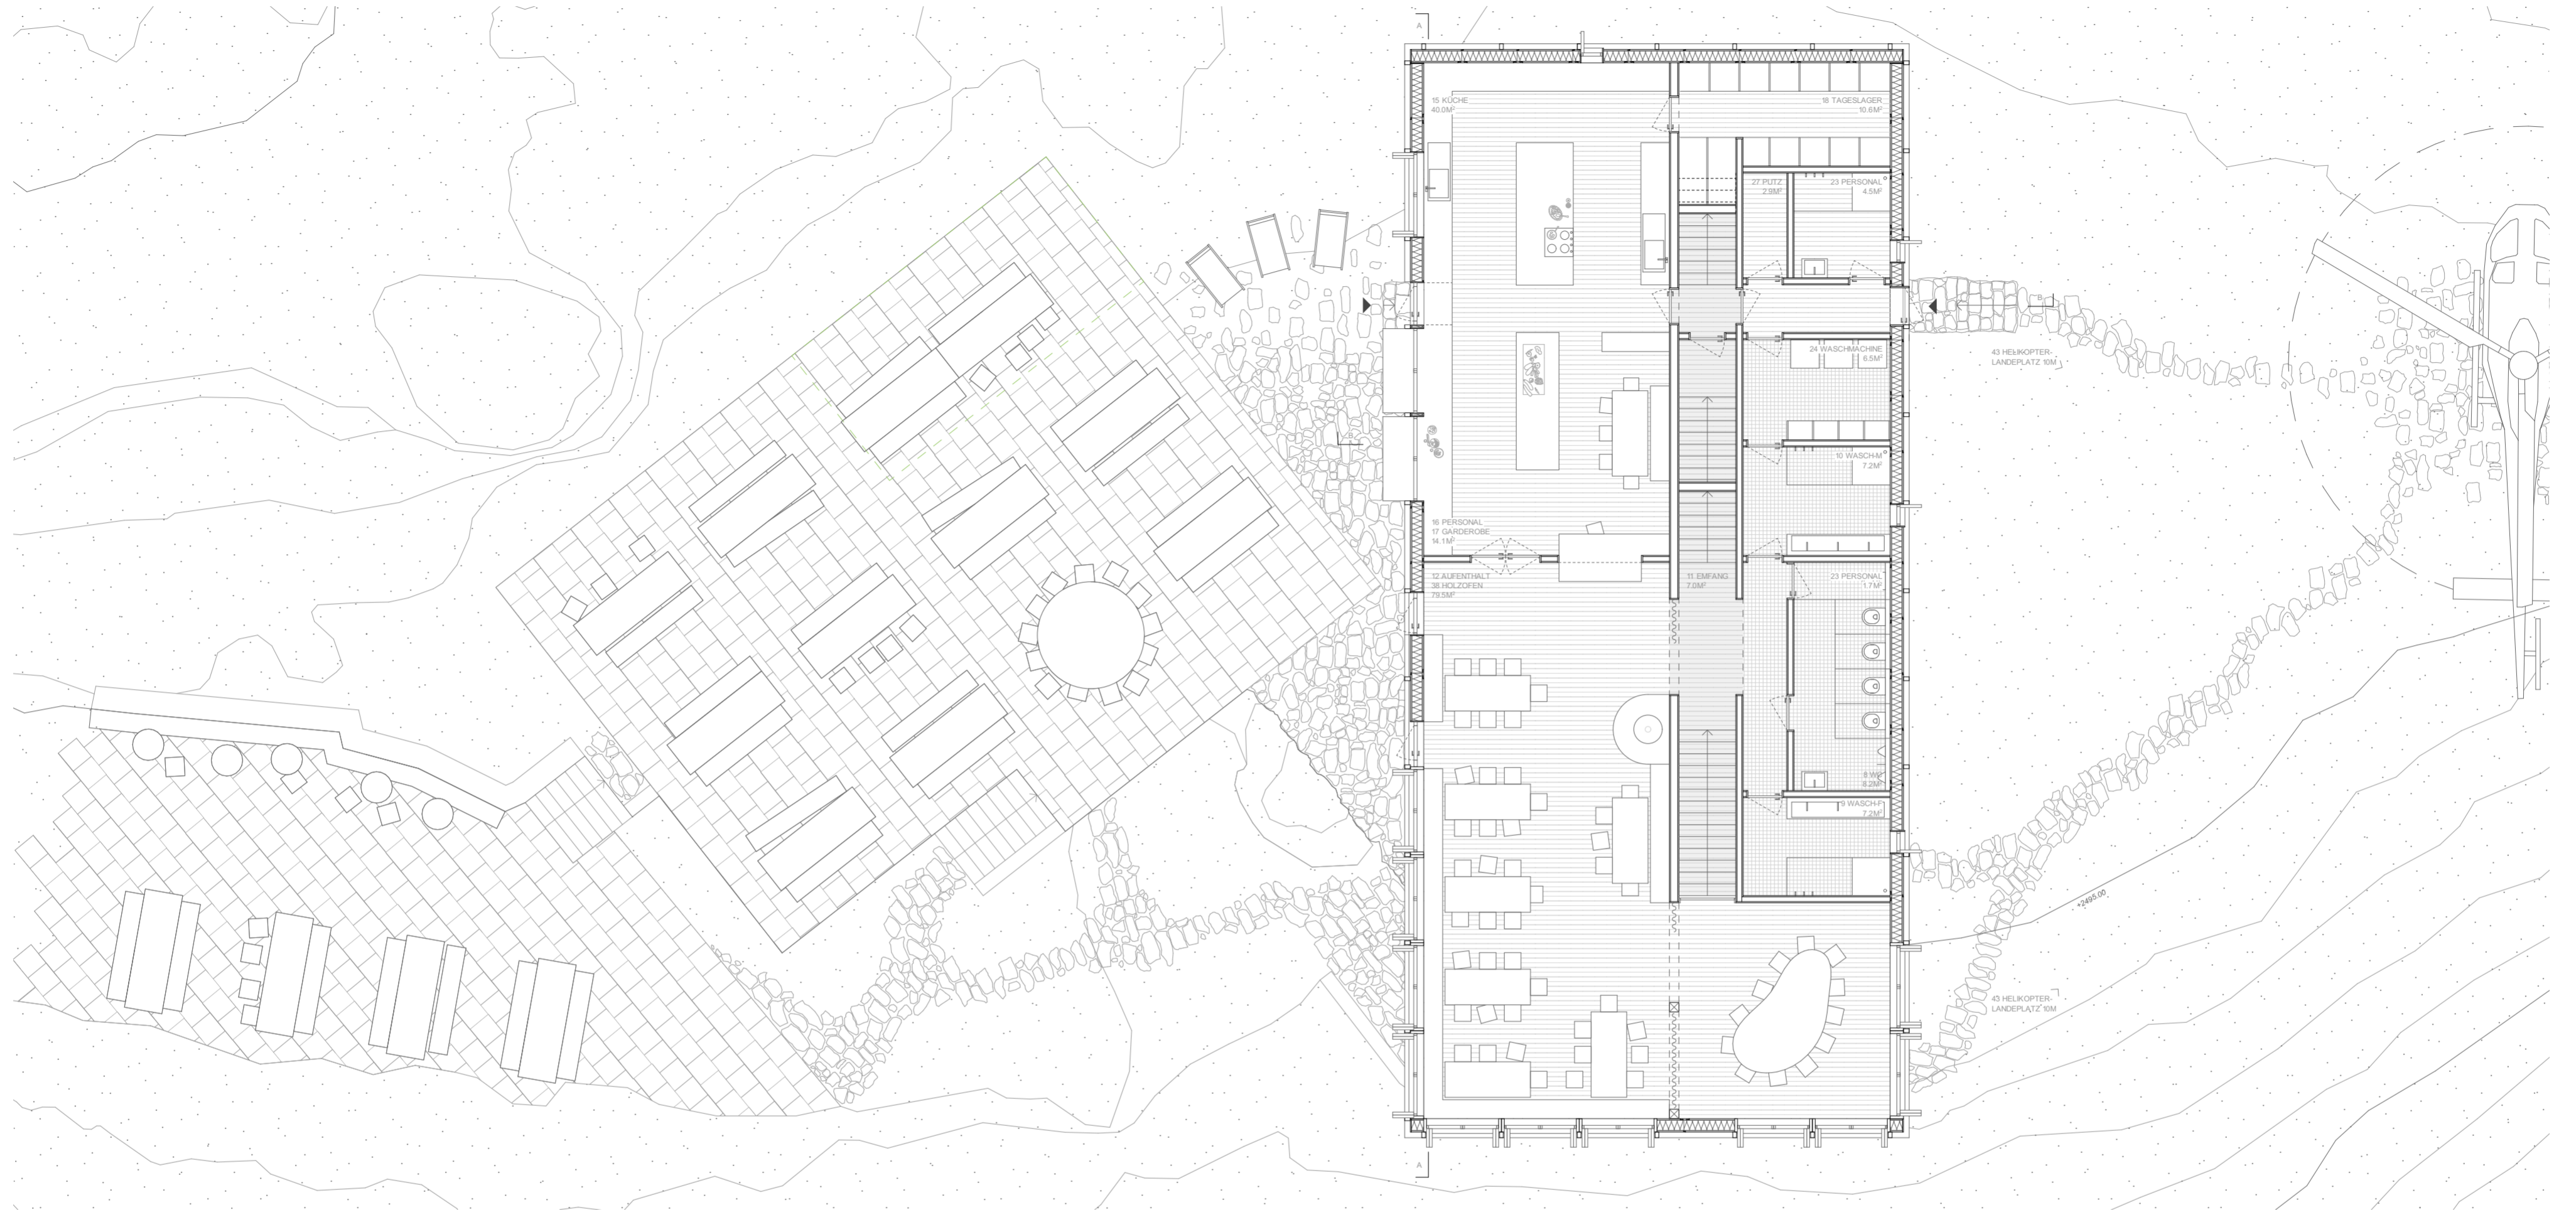 A
15 KÜCHE
40.0M²
18 TAGESLAGER
10.6M²
27 PUTZ
2.9M²
23 PERSONAL
4.5M²
B
24 WASCHMACHINE
6.5M²
43 HELIKOPTER-
LANDEPLATZ 10M
B
10 WASCH-M
7.2M²
16 PERSONAL
17 GARDEROBE
14.1M²
12 AUFENTHALT
38 HOLZOFEN
79.5M²
11 EMFANG
7.0M²
23 PERSONAL
1.7M²
8 WC
8.2M²
9 WASCH-F
7.2M²
+2495.00
43 HELIKOPTER-
LANDEPLATZ 10M
A